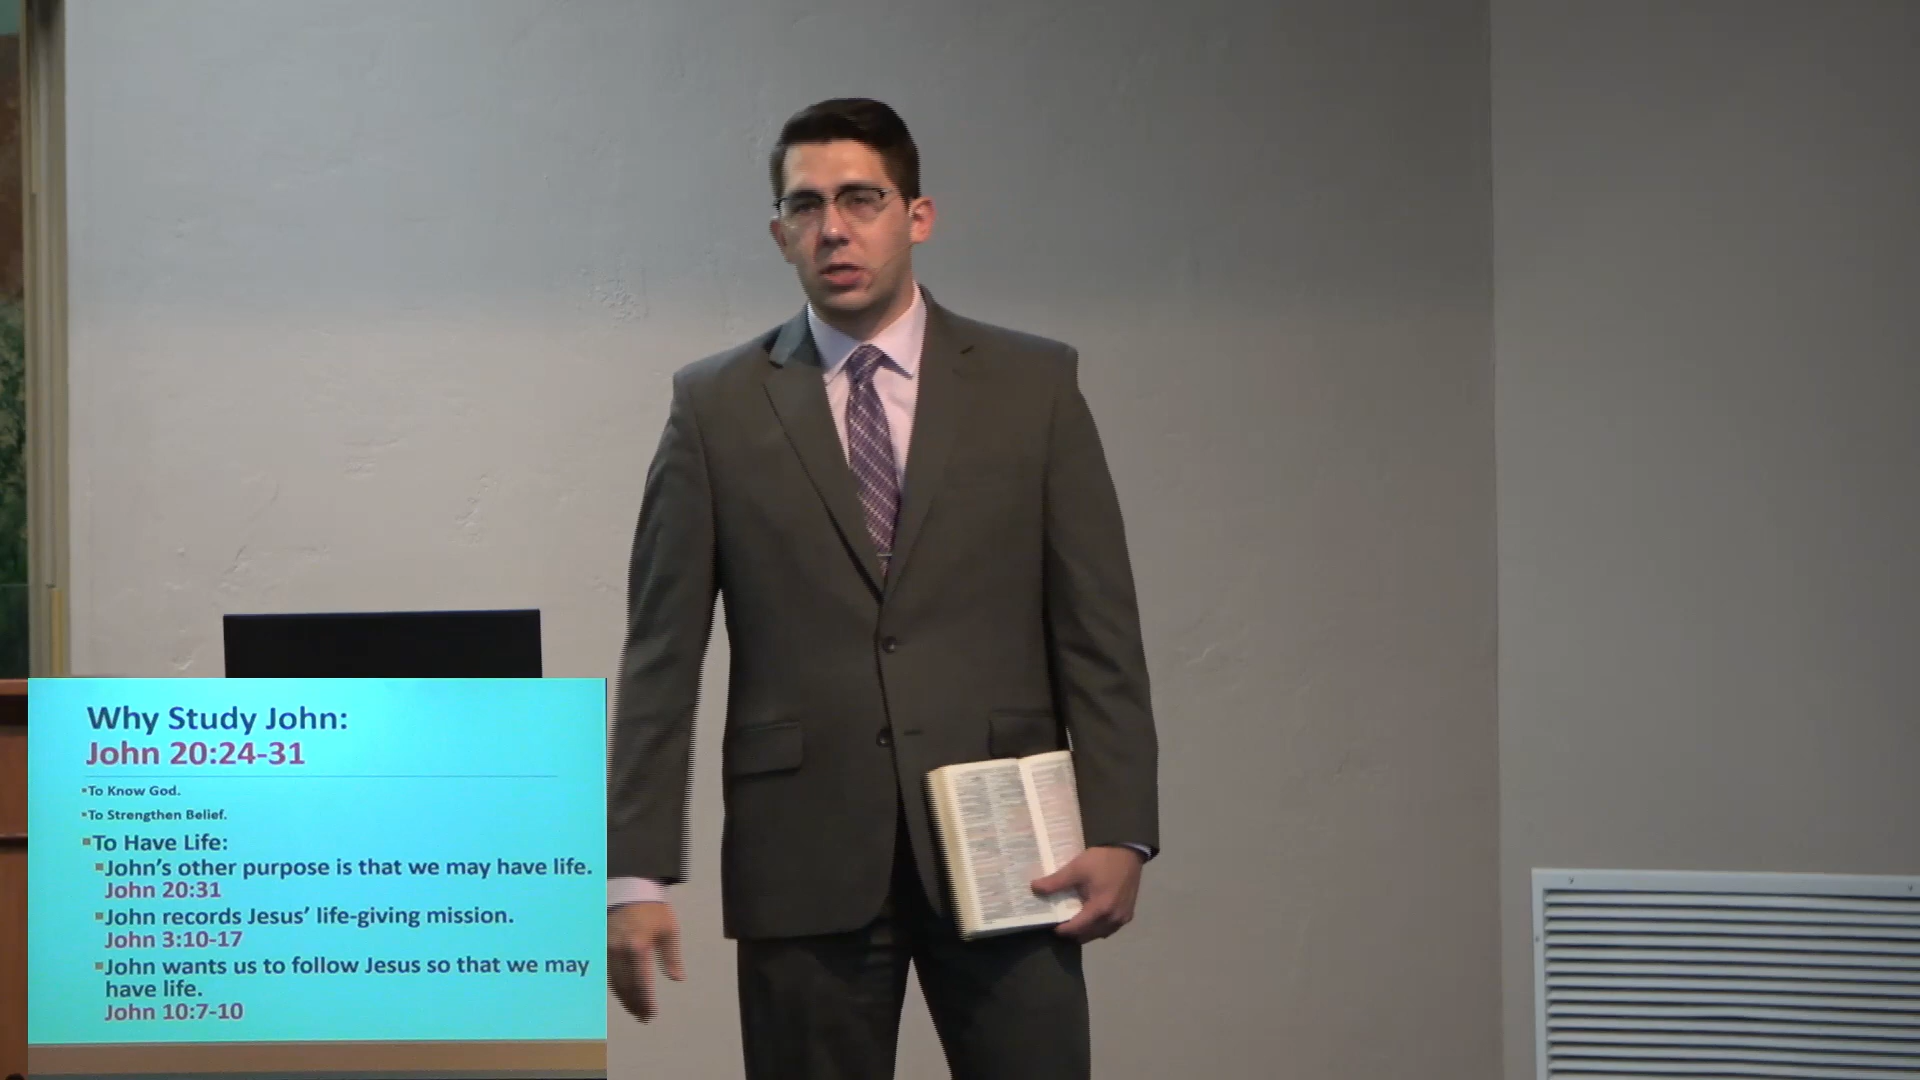 Why Study John:
John 20:24-31
▪To Know God.
▪To Strengthen Belief.
▪To Have Life:
▪John's other purpose is that we may have life.
John 20:31
▪John records Jesus' life-giving mission.
John 3:10-17
▪John wants us to follow Jesus so that we may
have life.
John 10:7-10